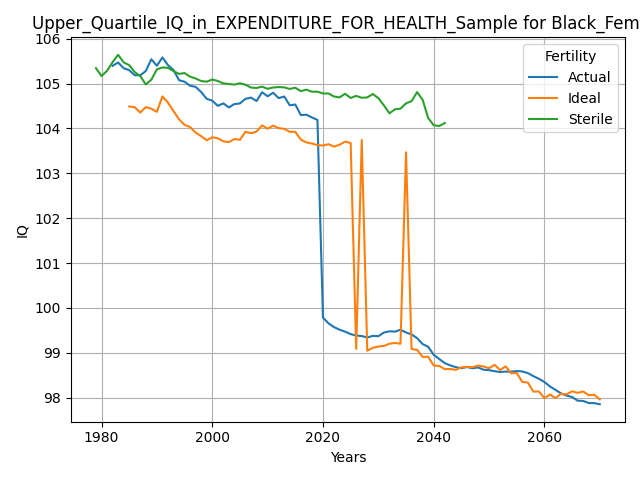 Upper_Quartile_IQ_in_EXPENDITURE_FOR_HEALTH_Sample for Black_Fem
106
105
104
103
102
101
100
99
98
IQ
Fertility
Actual
Ideal
Sterile
1980
2000
2020
2040
2060
Years